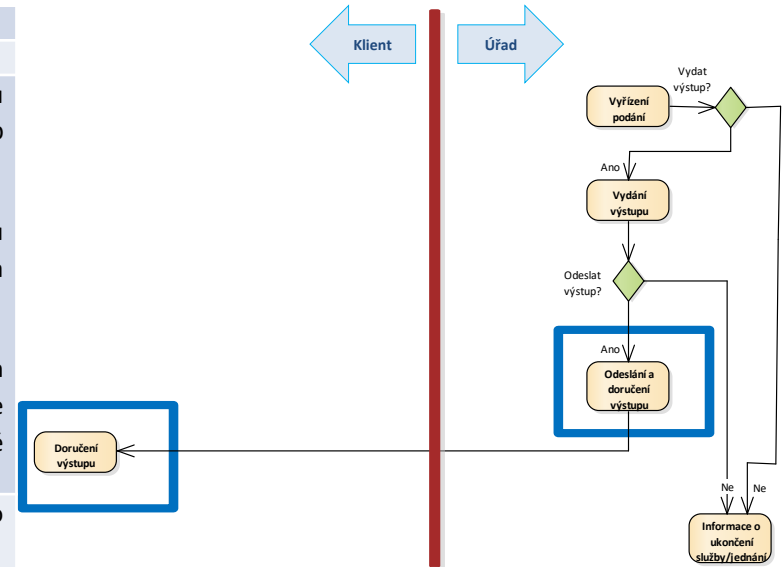 Klient
Úřad
Vydat
výstup?
Vyřízení
podání
Ano
Vydání
výstupu
Odeslat
výstup?
Ano
Odeslání a
doručení
výstupu
Doručení
výstupu
Ne
Ne
Informace o
ukončení
služby/jednání